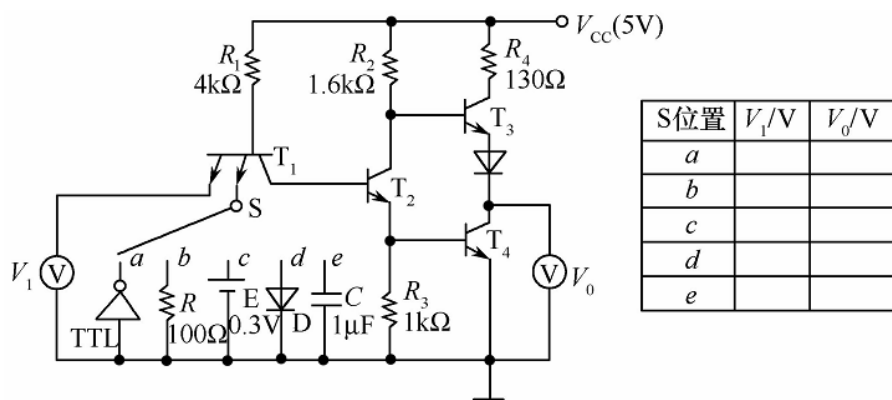 V_CC(5V)
R_1
4kΩ
R_2
1.6kΩ
R_4
130Ω
T_3
T_1
T_2
T_4
S
a b c d e
V_1
V
TTL
R
100Ω
E
0.3V
D
C
1μF
R_3
1kΩ
V
V_0
S位置 V_1/V V_0/V
a
b
c
d
e